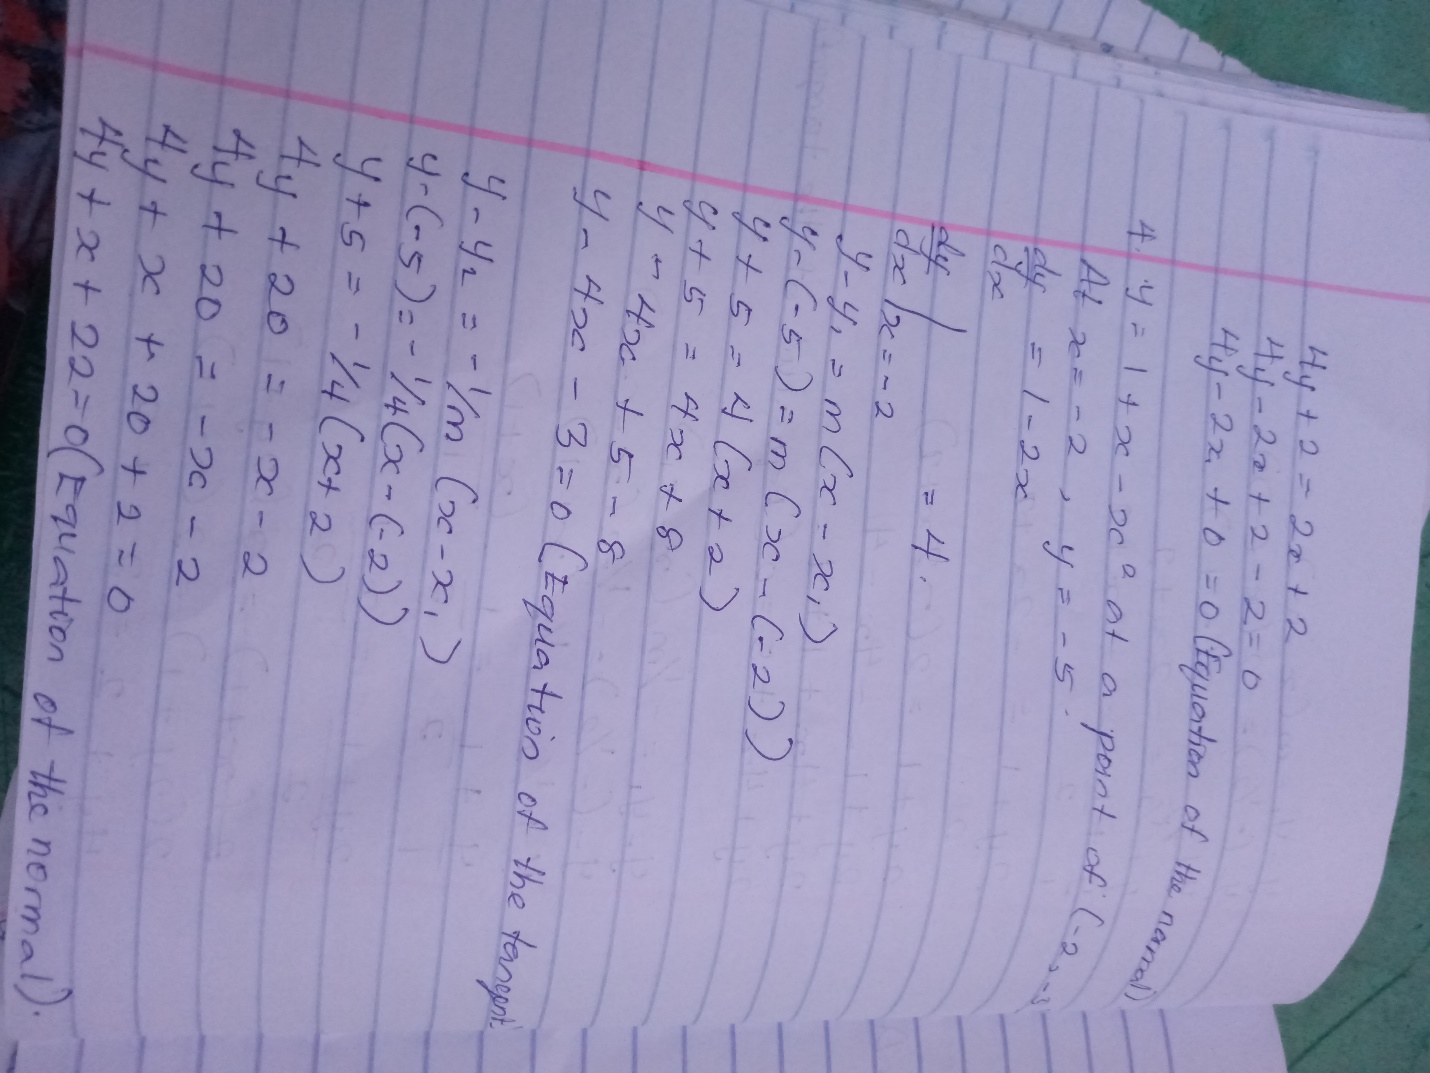 4y + 2 = 2x + 2
4y - 2x + 2 - 2 = 0
4y - 2x + 0 = 0 (Equation of the normal)
4. y = 1 + x - x² at a point of (-2, -5
At x = -2, y = -5.
dy/dx = 1 - 2x
dy/dx | x = -2 = 4.
y - y₁ = m (x - x₁)
y - (-5) = m (x - (-2))
y + 5 = 4 (x + 2)
y + 5 = 4x + 8
y - 4x + 5 - 8
y - 4x - 3 = 0 (Equation of the tangent.
y - y₂ = -1/m (x - x₁)
y - (-5) = -1/4 (x - (-2))
y + 5 = -1/4 (x + 2)
4y + 20 = -x - 2
4y + 20 = -x - 2
4y + x + 20 + 2 = 0
4y + x + 22 = 0 (Equation of the normal).